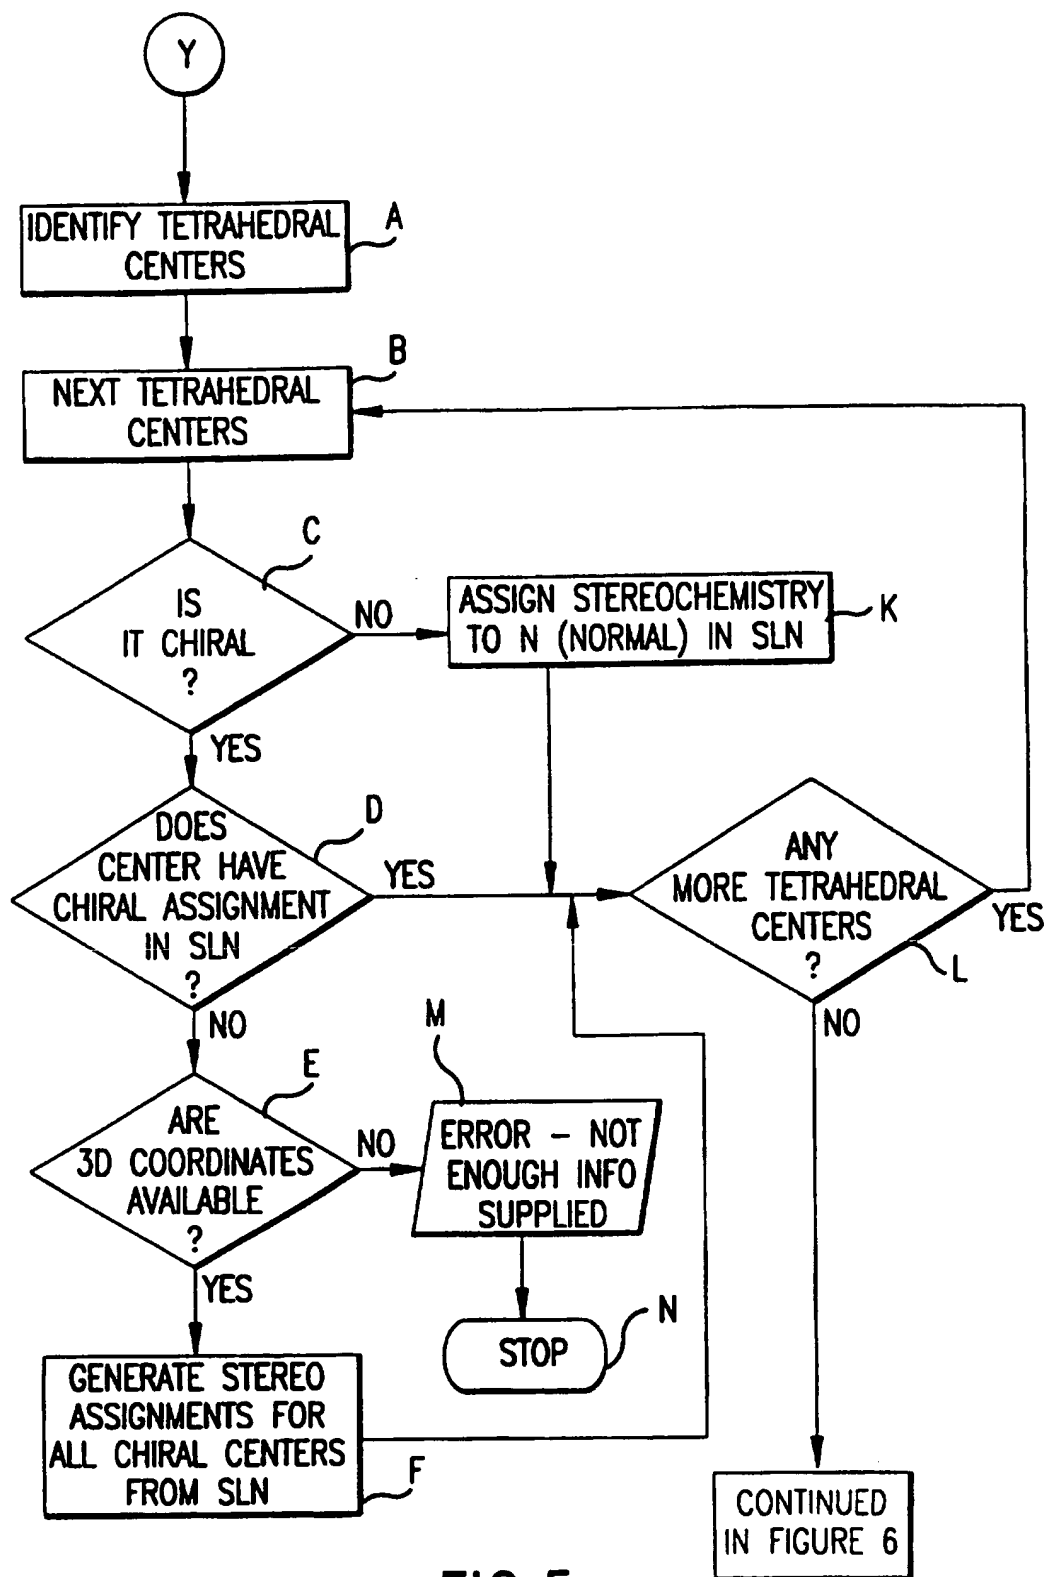 Y
IDENTIFY TETRAHEDRAL
CENTERS
A
NEXT TETRAHEDRAL
CENTERS
B
IS
IT CHIRAL
?
C
NO
YES
ASSIGN STEREOCHEMISTRY
TO N (NORMAL) IN SLN
K
DOES
CENTER HAVE
CHIRAL ASSIGNMENT
IN SLN
?
D
YES
NO
ANY
MORE TETRAHEDRAL
CENTERS
?
L
YES
NO
ARE
3D COORDINATES
AVAILABLE
?
E
NO
YES
ERROR – NOT
ENOUGH INFO
SUPPLIED
M
STOP
N
GENERATE STEREO
ASSIGNMENTS FOR
ALL CHIRAL CENTERS
FROM SLN
F
CONTINUED
IN FIGURE 6